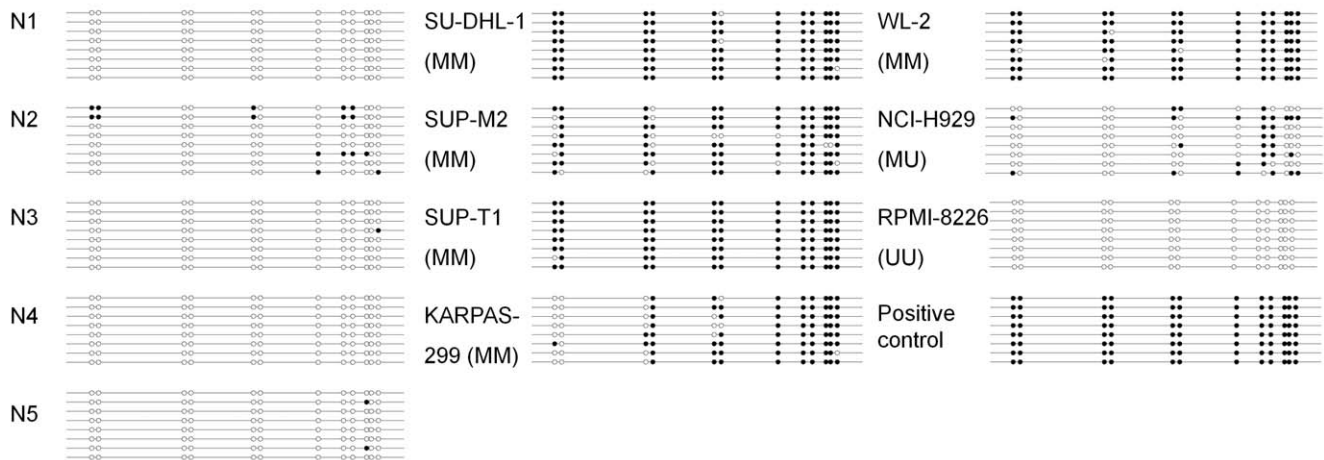 N1
N2
N3
N4
N5
SU-DHL-1
(MM)
SUP-M2
(MM)
SUP-T1
(MM)
KARPAS-
299 (MM)
WL-2
(MM)
NCI-H929
(MU)
RPMI-8226
(UU)
Positive
control